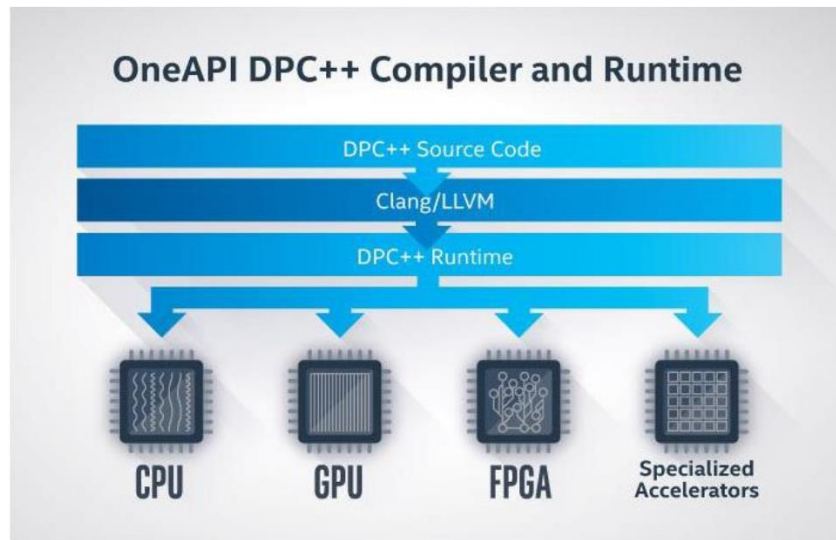 OneAPI DPC++ Compiler and Runtime
DPC++ Source Code
Clang/LLVM
DPC++ Runtime
CPU
GPU
FPGA
Specialized
Accelerators